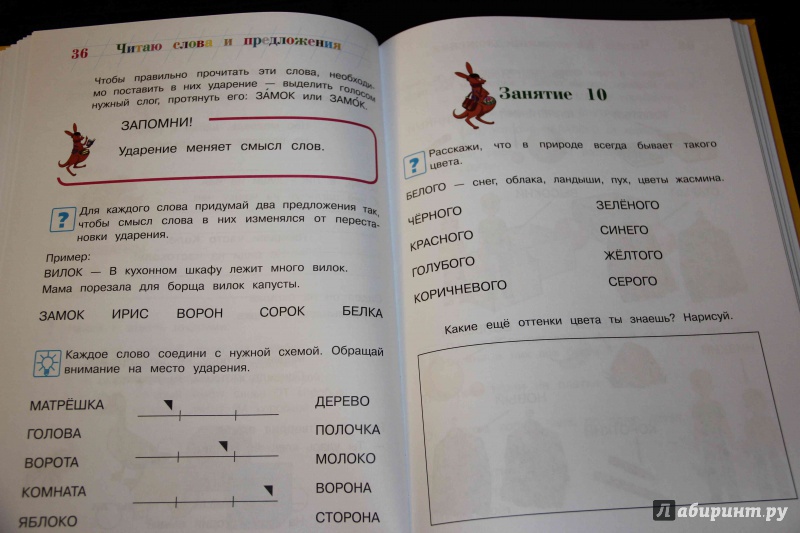 36 Читаю слова и предложения
Чтобы правильно прочитать эти слова, необходи-
мо поставить в них ударение — выделить голосом
нужный слог, протянуть его: ЗА́МОК или ЗАМО́К.
ЗАПОМНИ!
Ударение меняет смысл слов.
? Для каждого слова придумай два предложения так,
чтобы смысл слова в них изменялся от переста-
новки ударения.
Пример:
ВИЛОК — В кухонном шкафу лежит много вилок.
Мама порезала для борща вилок капусты.
ЗАМОК ИРИС ВОРОН СОРОК БЕЛКА
Каждое слово соедини с нужной схемой. Обращай
внимание на место ударения.
МАТРЁШКА
ГОЛОВА
ВОРОТА
КОМНАТА
ЯБЛОКО
ДЕРЕВО
ПОЛОЧКА
МОЛОКО
ВОРОНА
СТОРОНА
Занятие 10
? Расскажи, что в природе всегда бывает такого
цвета.
БЕЛОГО — снег, облака, ландыши, пух, цветы жасмина.
ЧЁРНОГО
КРАСНОГО
ГОЛУБОГО
КОРИЧНЕВОГО
ЗЕЛЁНОГО
СИНЕГО
ЖЁЛТОГО
СЕРОГО
Какие ещё оттенки цвета ты знаешь? Нарисуй.
Лабиринт.ру